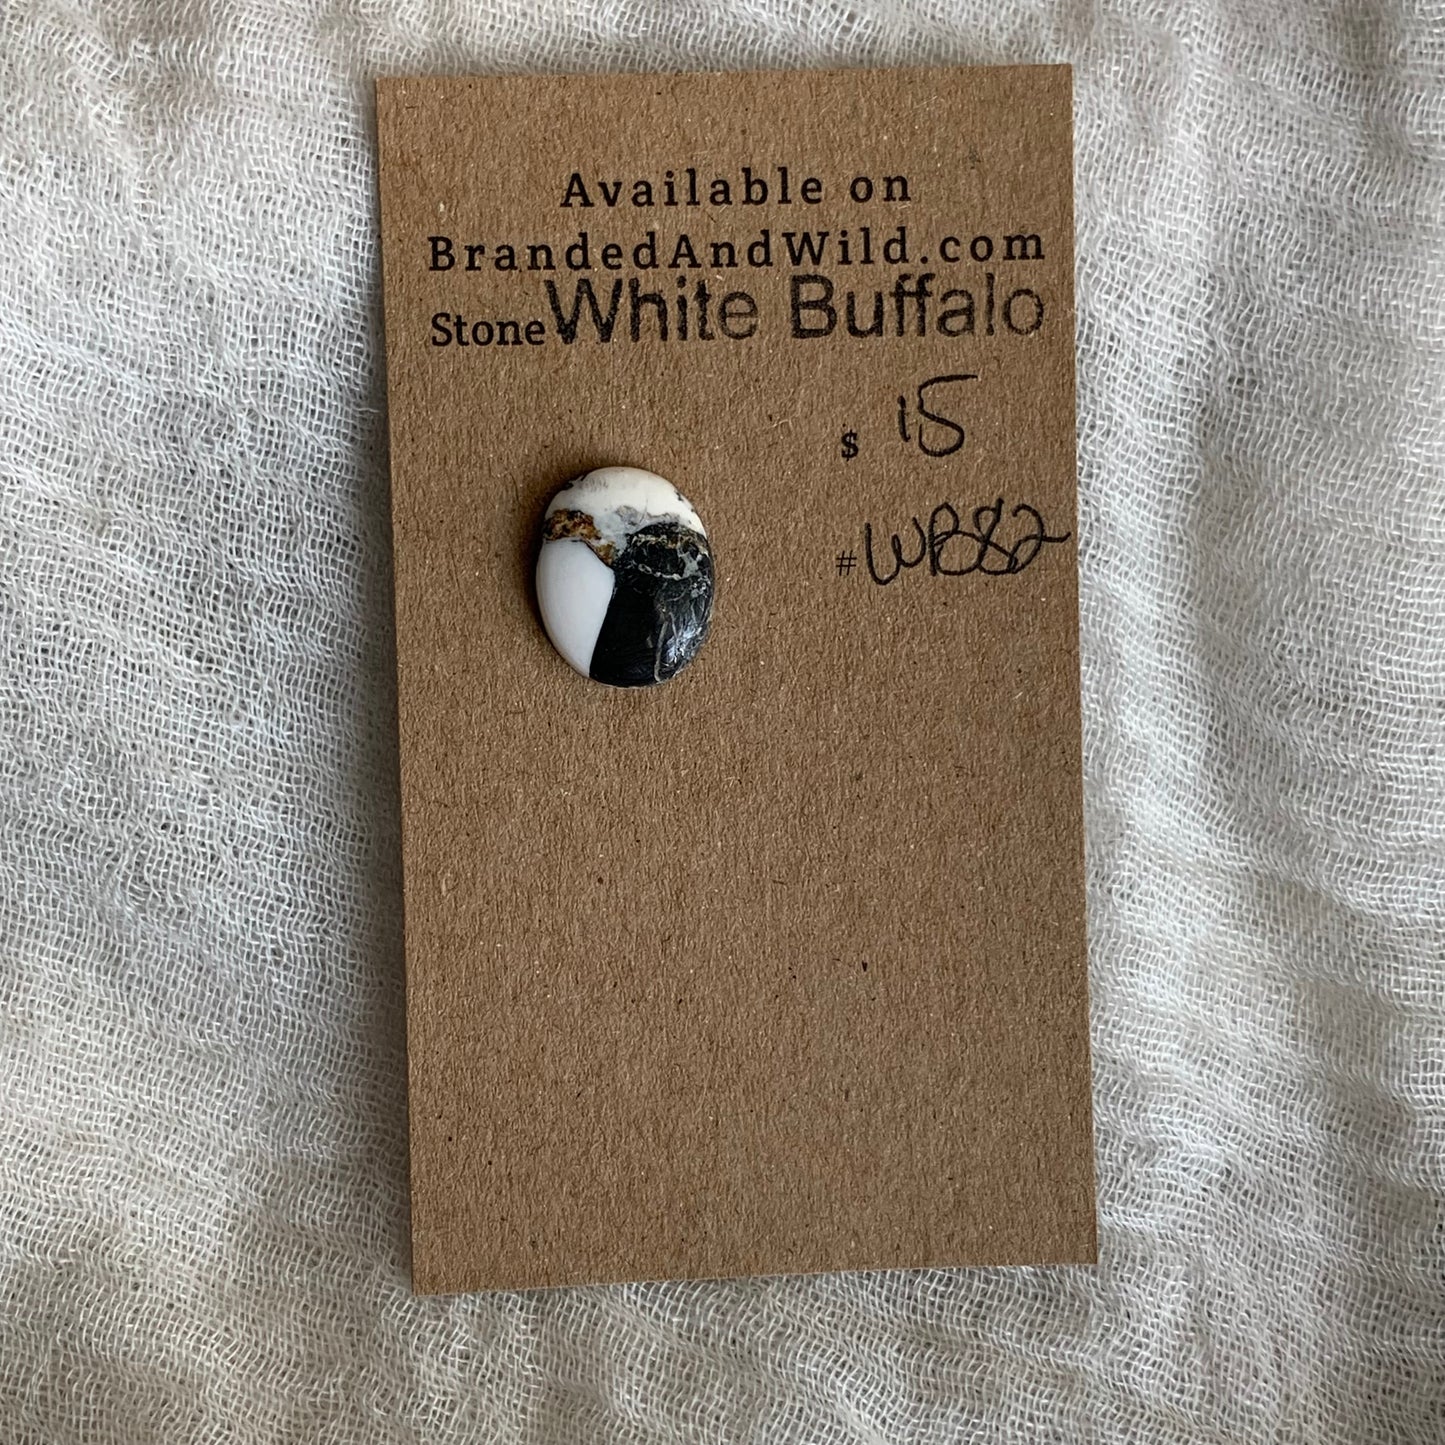 Available on
BrandedAndWild.com
Stone White Buffalo
$ 15
# WB82